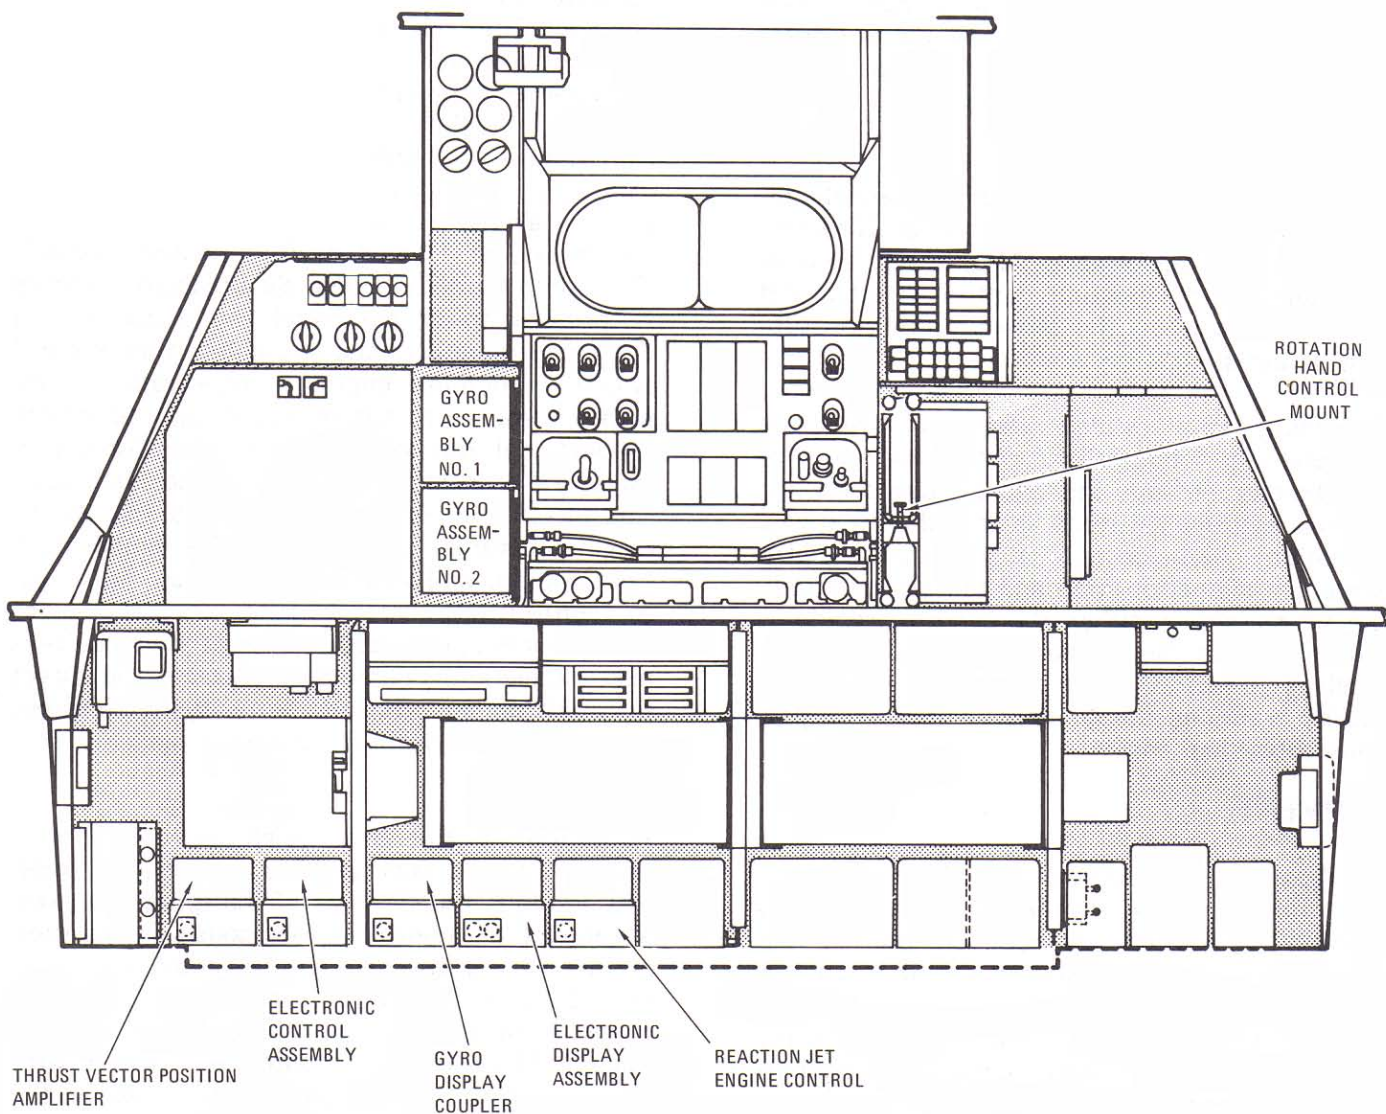 ROTATION
HAND
CONTROL
MOUNT
GYRO
ASSEM-
BLY
NO. 1
GYRO
ASSEM-
BLY
NO. 2
THRUST VECTOR POSITION
AMPLIFIER
ELECTRONIC
CONTROL
ASSEMBLY
GYRO
DISPLAY
COUPLER
ELECTRONIC
DISPLAY
ASSEMBLY
REACTION JET
ENGINE CONTROL